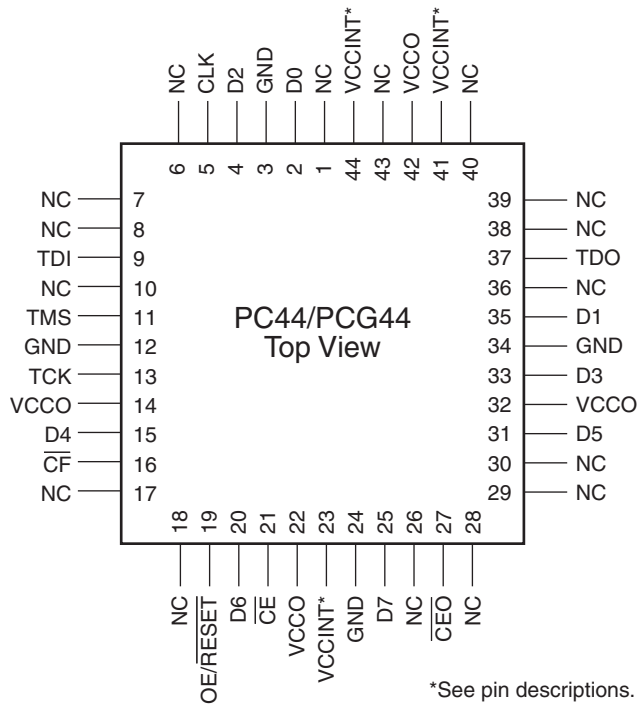 NC
CLK
D2
GND
D0
NC
VCCINT*
NC
VCCO
VCCINT*
NC
6
5
4
3
2
1
44
43
42
41
40
NC 7
NC 8
TDI 9
NC 10
TMS 11
GND 12
TCK 13
VCCO 14
D4 15
CF 16
NC 17
PC44/PCG44
Top View
39 NC
38 NC
37 TDO
36 NC
35 D1
34 GND
33 D3
32 VCCO
31 D5
30 NC
29 NC
18
19
20
21
22
23
24
25
26
27
28
NC
OE/RESET
D6
CE
VCCO
VCCINT*
GND
D7
NC
CEO
NC
*See pin descriptions.